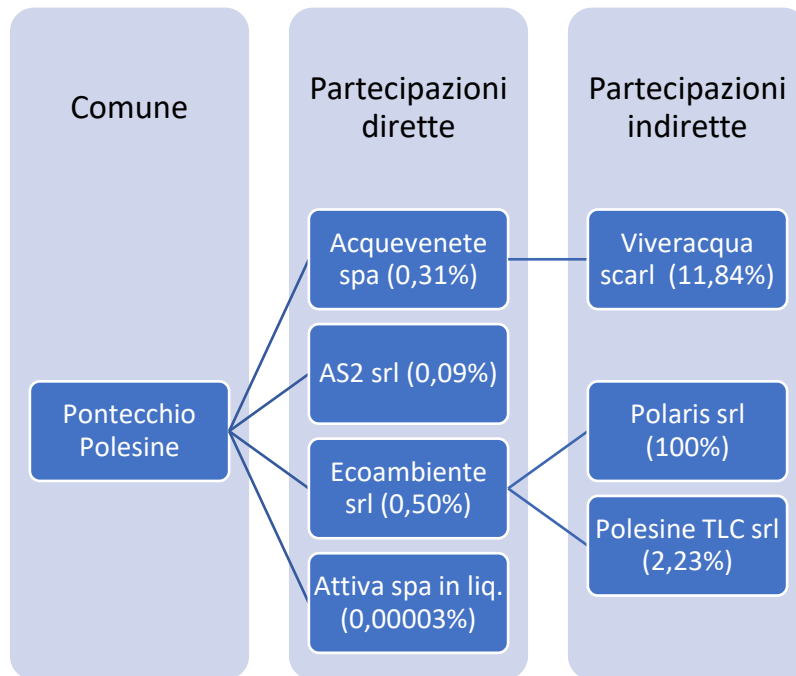 Comune
Partecipazioni
dirette
Partecipazioni
indirette
Pontecchio
Polesine
Acquevenete
spa (0,31%)
AS2 srl (0,09%)
Ecoambiente
srl (0,50%)
Attiva spa in liq.
(0,00003%)
Viveracqua
scarl (11,84%)
Polaris srl
(100%)
Polesine TLC srl
(2,23%)